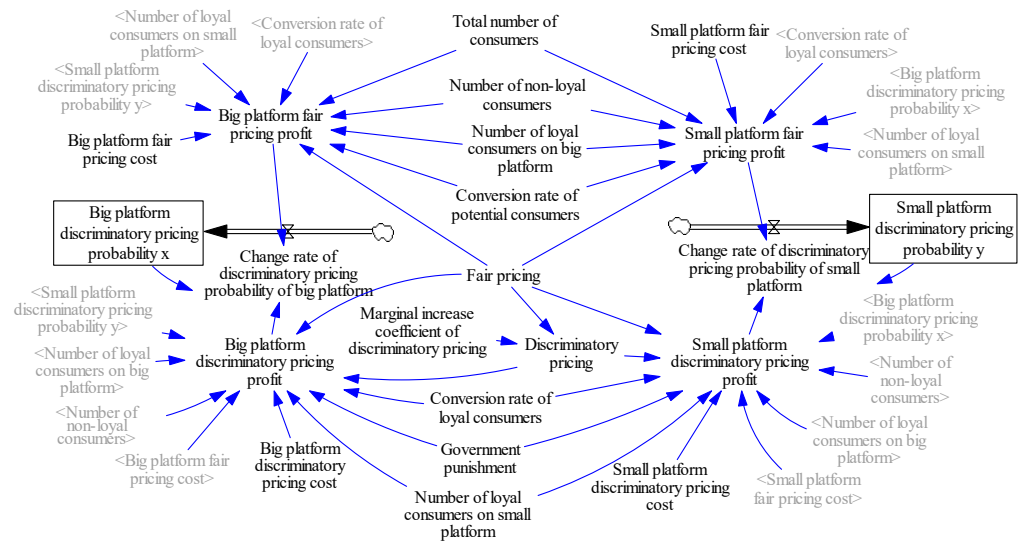 <Number of
loyal consumers
on small
platform>
<Conversion rate of
loyal consumers>
Total number of
consumers
Small platform fair
pricing cost
<Conversion rate of
loyal consumers>
<Small platform
discriminatory pricing
probability y>
Big platform fair
pricing profit
Number of non-loyal
consumers
<Big platform
discriminatory pricing
probability x>
Big platform fair
pricing cost
Number of loyal
consumers on big
platform
Small platform fair
pricing profit
<Number of loyal
consumers on
small platform>
Conversion rate of
potential consumers
Big platform
discriminatory pricing
probability x
Small platform
discriminatory pricing
probability y
Change rate of
discriminatory pricing
probability of big platform
Change rate of discriminatory
pricing probability of small
platform
Fair pricing
<Small platform
discriminatory pricing
probability y>
<Big platform
discriminatory pricing
probability x>
Marginal increase
coefficient of
discriminatory pricing
Big platform
discriminatory pricing
profit
Discriminatory
pricing
Small platform
discriminatory pricing
profit
<Number of loyal
consumers on big
platform>
<Number of
non-loyal
consumers>
Conversion rate of
loyal consumers
<Number of
non-loyal
consumers>
<Number of loyal
consumers on big
platform>
Government
punishment
<Big platform fair
pricing cost>
Big platform
discriminatory
pricing cost
Small platform
discriminatory pricing
cost
<Small platform
fair pricing cost>
Number of loyal
consumers on small
platform